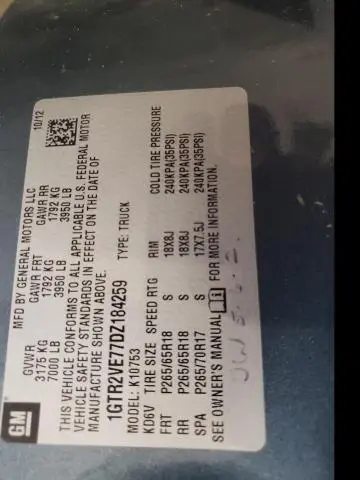 GM
MFD BY GENERAL MOTORS LLC 10/12
GVWR GAWR FRT GAWR RR
3175 KG 1792 KG 1792 KG
7000 LB 3950 LB 3950 LB
THIS VEHICLE CONFORMS TO ALL APPLICABLE U.S. FEDERAL MOTOR
VEHICLE SAFETY STANDARDS IN EFFECT ON THE DATE OF
MANUFACTURE SHOWN ABOVE.
1GTR2VE77DZ184259 TYPE: TRUCK
MODEL: K10753
KD6V TIRE SIZE SPEED RTG RIM COLD TIRE PRESSURE
FRT P265/65R18 S 18X8J 240KPA(35PSI)
RR P265/65R18 S 18X8J 240KPA(35PSI)
SPA P265/70R17 S 17X7.5J 240KPA(35PSI)
SEE OWNER'S MANUAL FOR MORE INFORMATION.